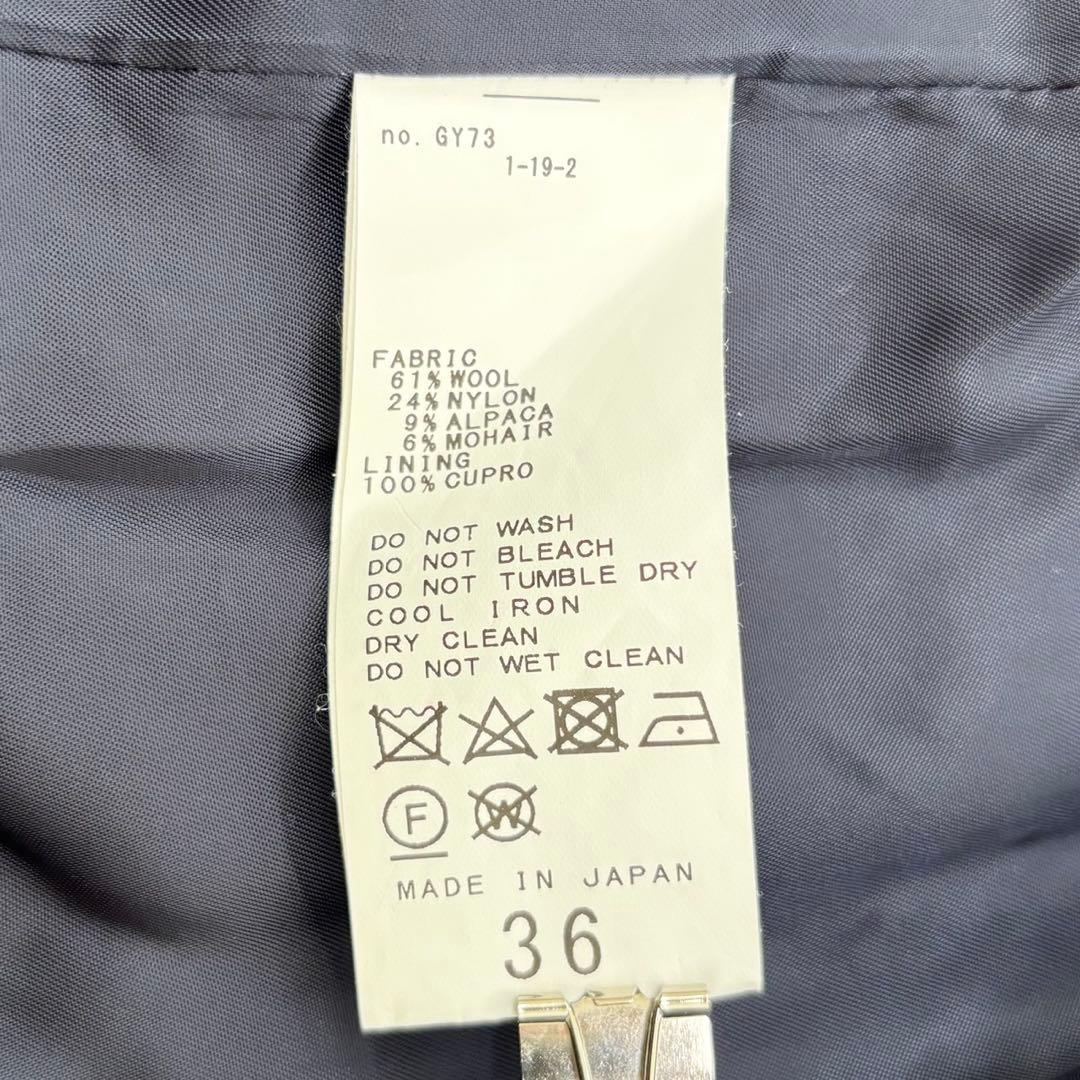 no. GY73
1-19-2
FABRIC
61% WOOL
24% NYLON
9% ALPACA
6% MOHAIR
LINING
100% CUPRO
DO NOT WASH
DO NOT BLEACH
DO NOT TUMBLE DRY
COOL IRON
DRY CLEAN
DO NOT WET CLEAN
F W
MADE IN JAPAN
36